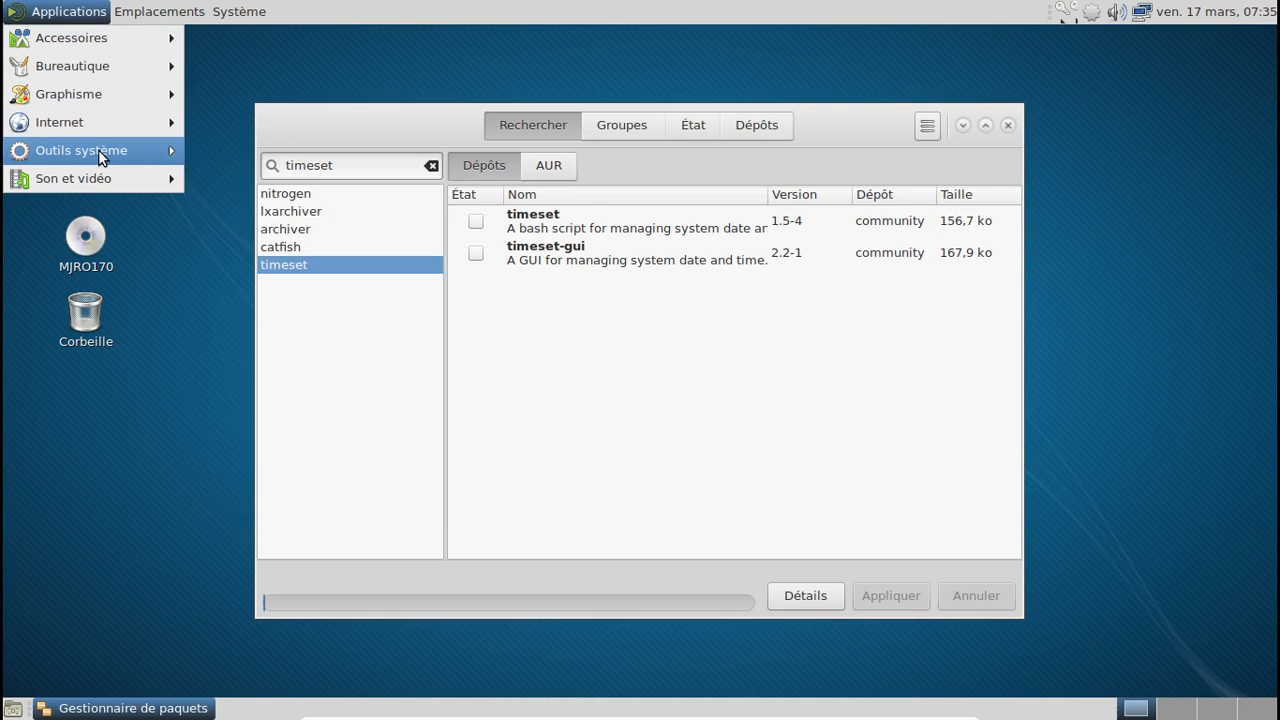 Applications Emplacements Système ven. 17 mars, 07:35
Accessoires
Bureautique
Graphisme
Internet
Outils système
Son et vidéo
MJRO170
Corbeille
Rechercher Groupes État Dépôts
timeset
Dépôts AUR
nitrogen
lxarchiver
archiver
catfish
timeset
État Nom Version Dépôt Taille
timeset
A bash script for managing system date ar
1.5-4 community 156,7 ko
timeset-gui
A GUI for managing system date and time.
2.2-1 community 167,9 ko
Détails Appliquer Annuler
Gestionnaire de paquets